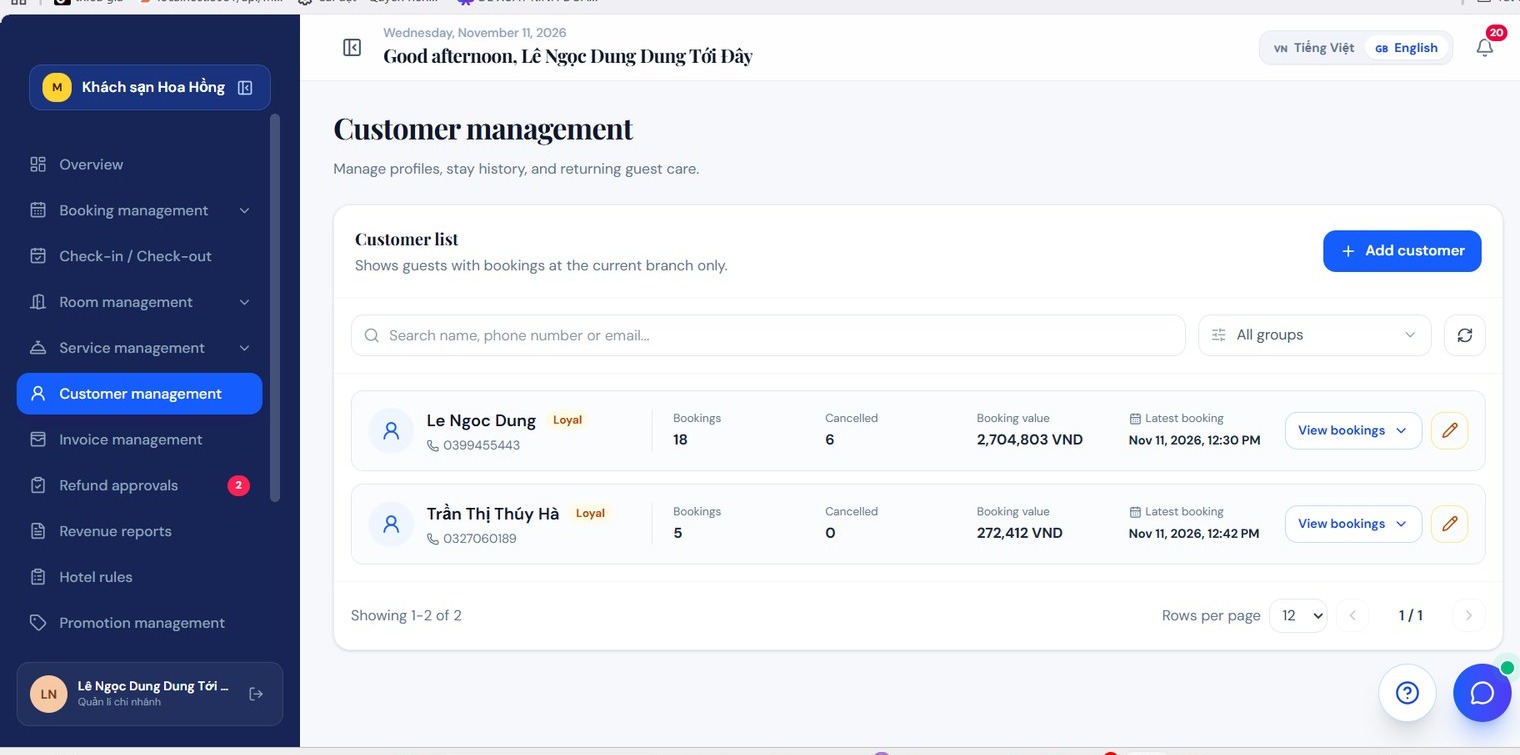 Wednesday, November 11, 2026
Good afternoon, Lê Ngọc Dung Dung Tới Đây
VN Tiếng Việt
GB English
20
M Khách sạn Hoa Hồng
Overview
Booking management
Check-in / Check-out
Room management
Service management
Customer management
Invoice management
Refund approvals 2
Revenue reports
Hotel rules
Promotion management
LN
Lê Ngọc Dung Dung Tới ...
Quản lí chi nhánh
Customer management
Manage profiles, stay history, and returning guest care.
Customer list
Shows guests with bookings at the current branch only.
+ Add customer
Search name, phone number or email...
All groups
Le Ngoc Dung Loyal
0399455443
Bookings
18
Cancelled
6
Booking value
2,704,803 VND
Latest booking
Nov 11, 2026, 12:30 PM
View bookings
Trần Thị Thúy Hà Loyal
0327060189
Bookings
5
Cancelled
0
Booking value
272,412 VND
Latest booking
Nov 11, 2026, 12:42 PM
View bookings
Showing 1-2 of 2
Rows per page 12
1 / 1